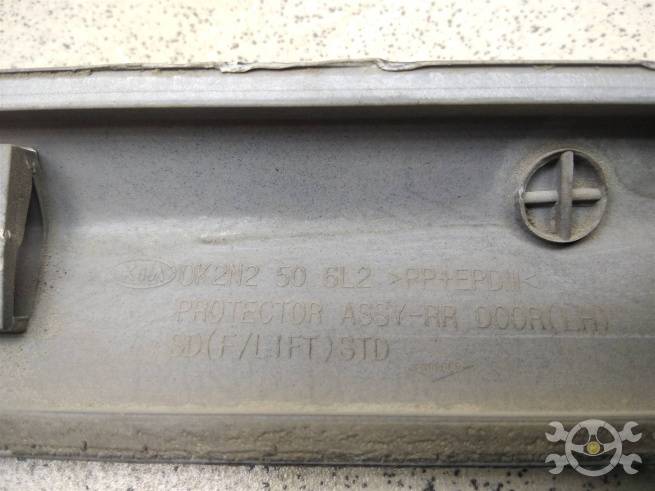 KIA 0K2N2 50 6L2 >PP+EPDM<
PROTECTOR ASSY-RR DOOR(LH)
SD(F/LIFT)STD